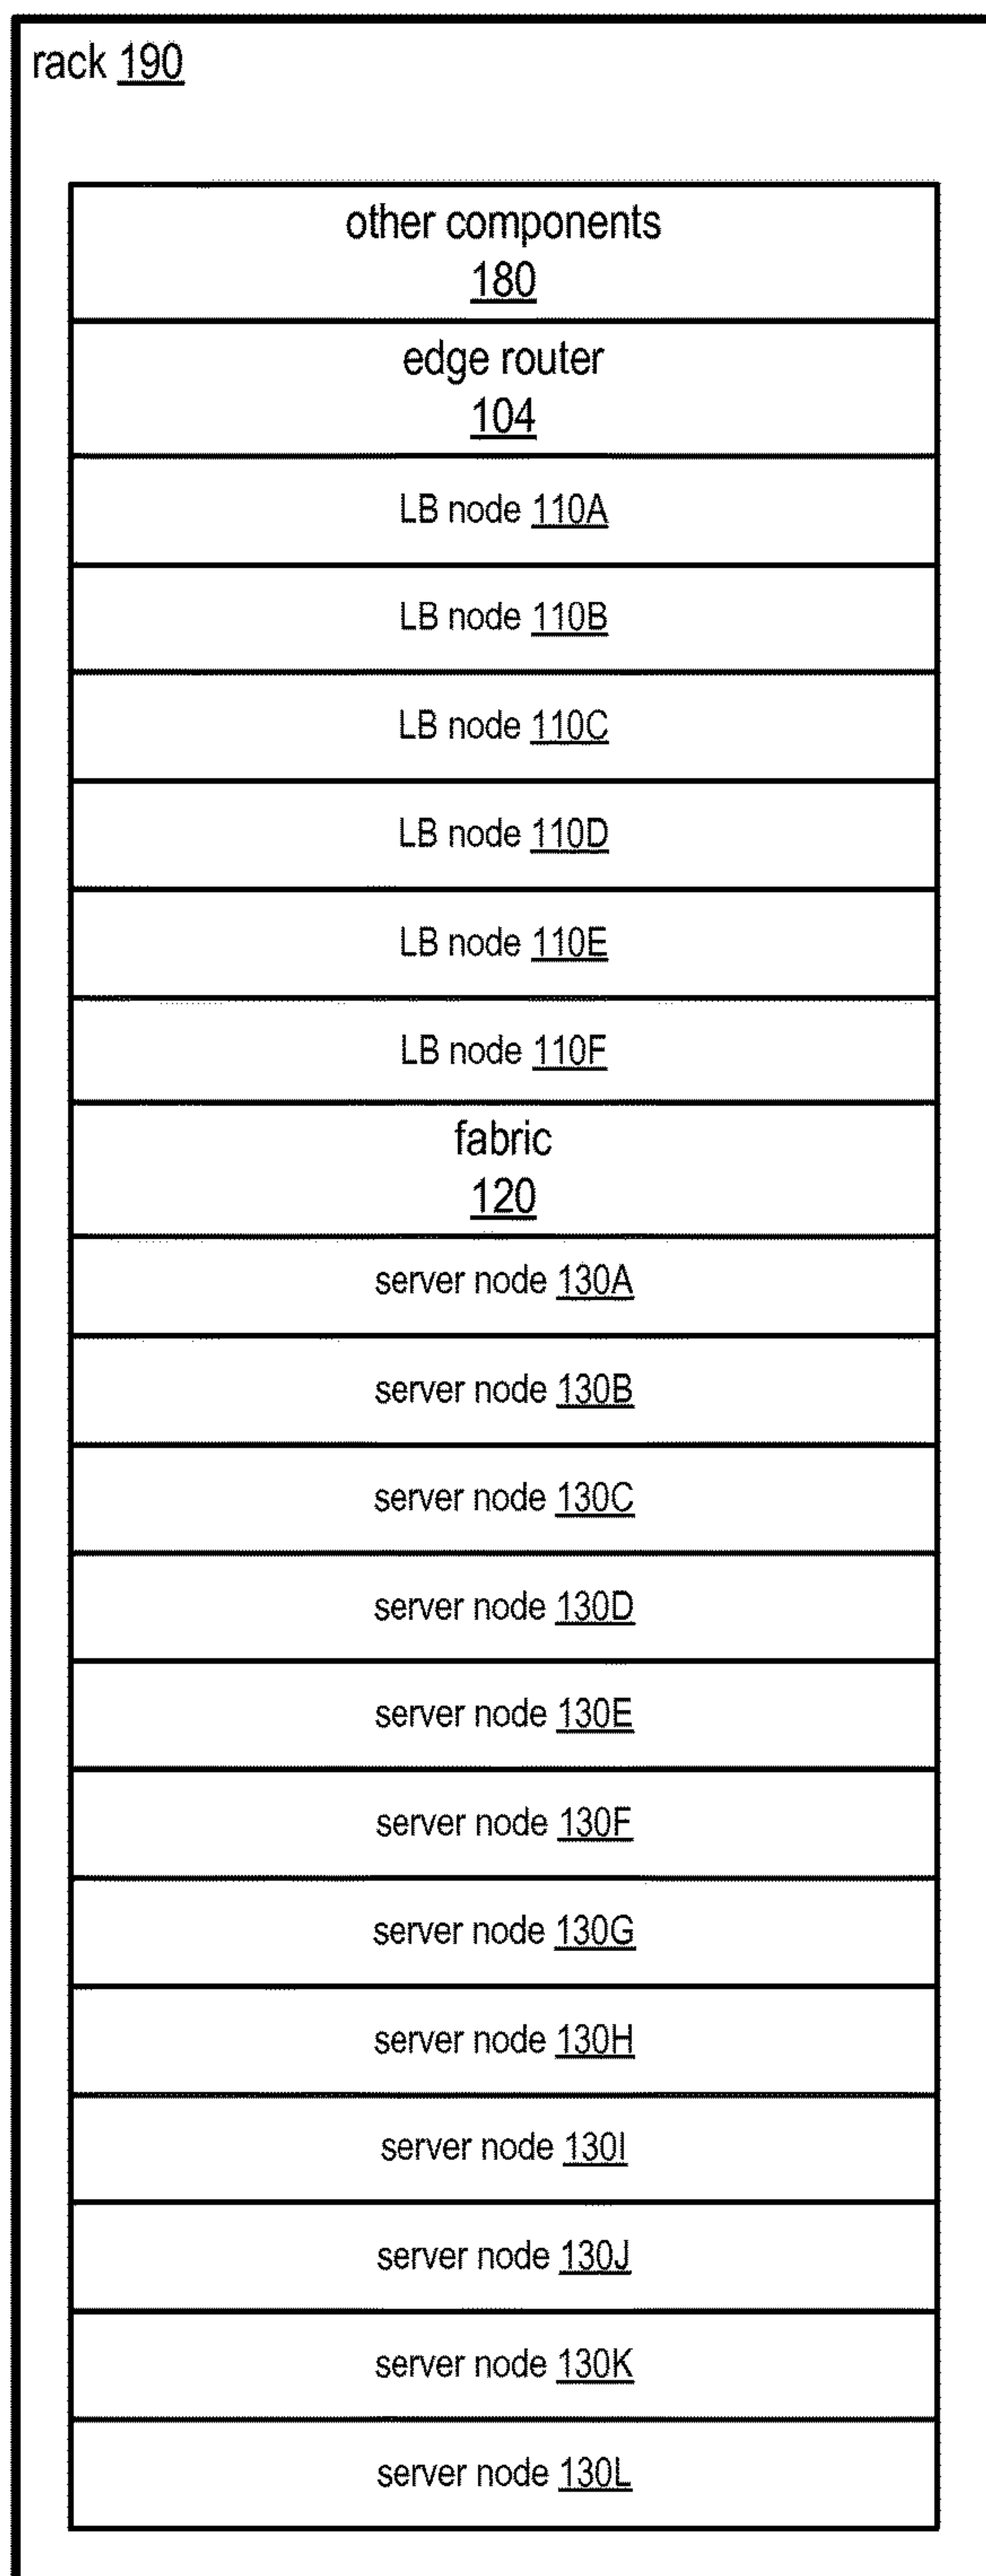 rack 190
other components
180
edge router
104
LB node 110A
LB node 110B
LB node 110C
LB node 110D
LB node 110E
LB node 110F
fabric
120
server node 130A
server node 130B
server node 130C
server node 130D
server node 130E
server node 130F
server node 130G
server node 130H
server node 130I
server node 130J
server node 130K
server node 130L